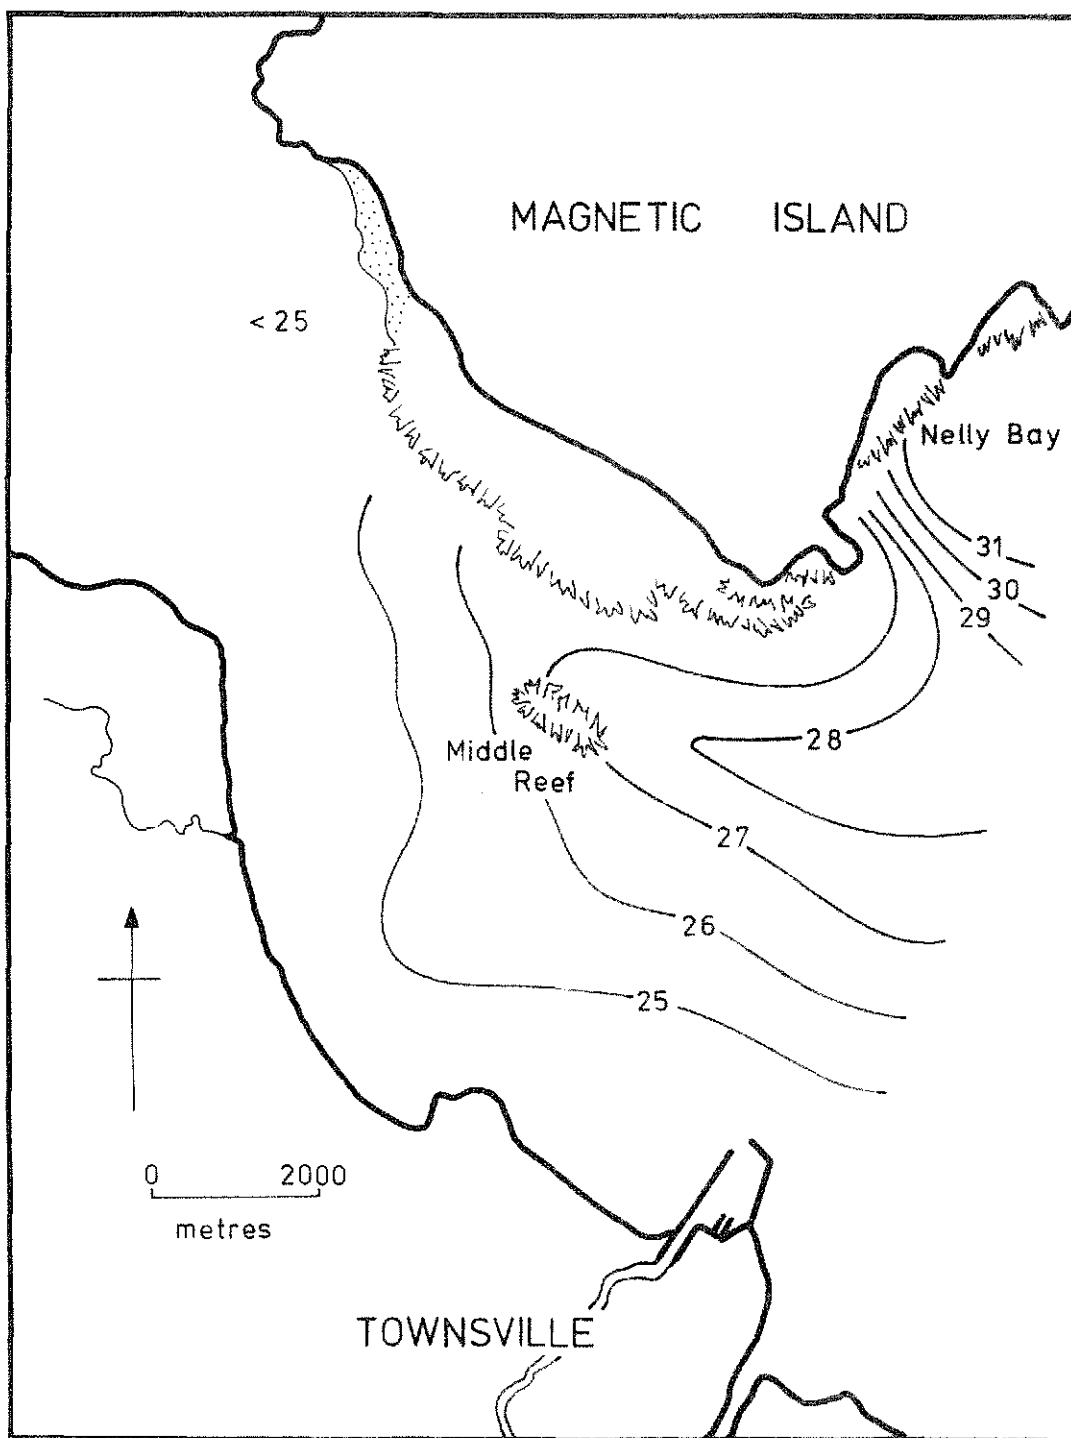 MAGNETIC ISLAND
< 25
Nelly Bay
31
30
29
28
Middle
Reef
27
26
25
0 2000
metres
TOWNSVILLE